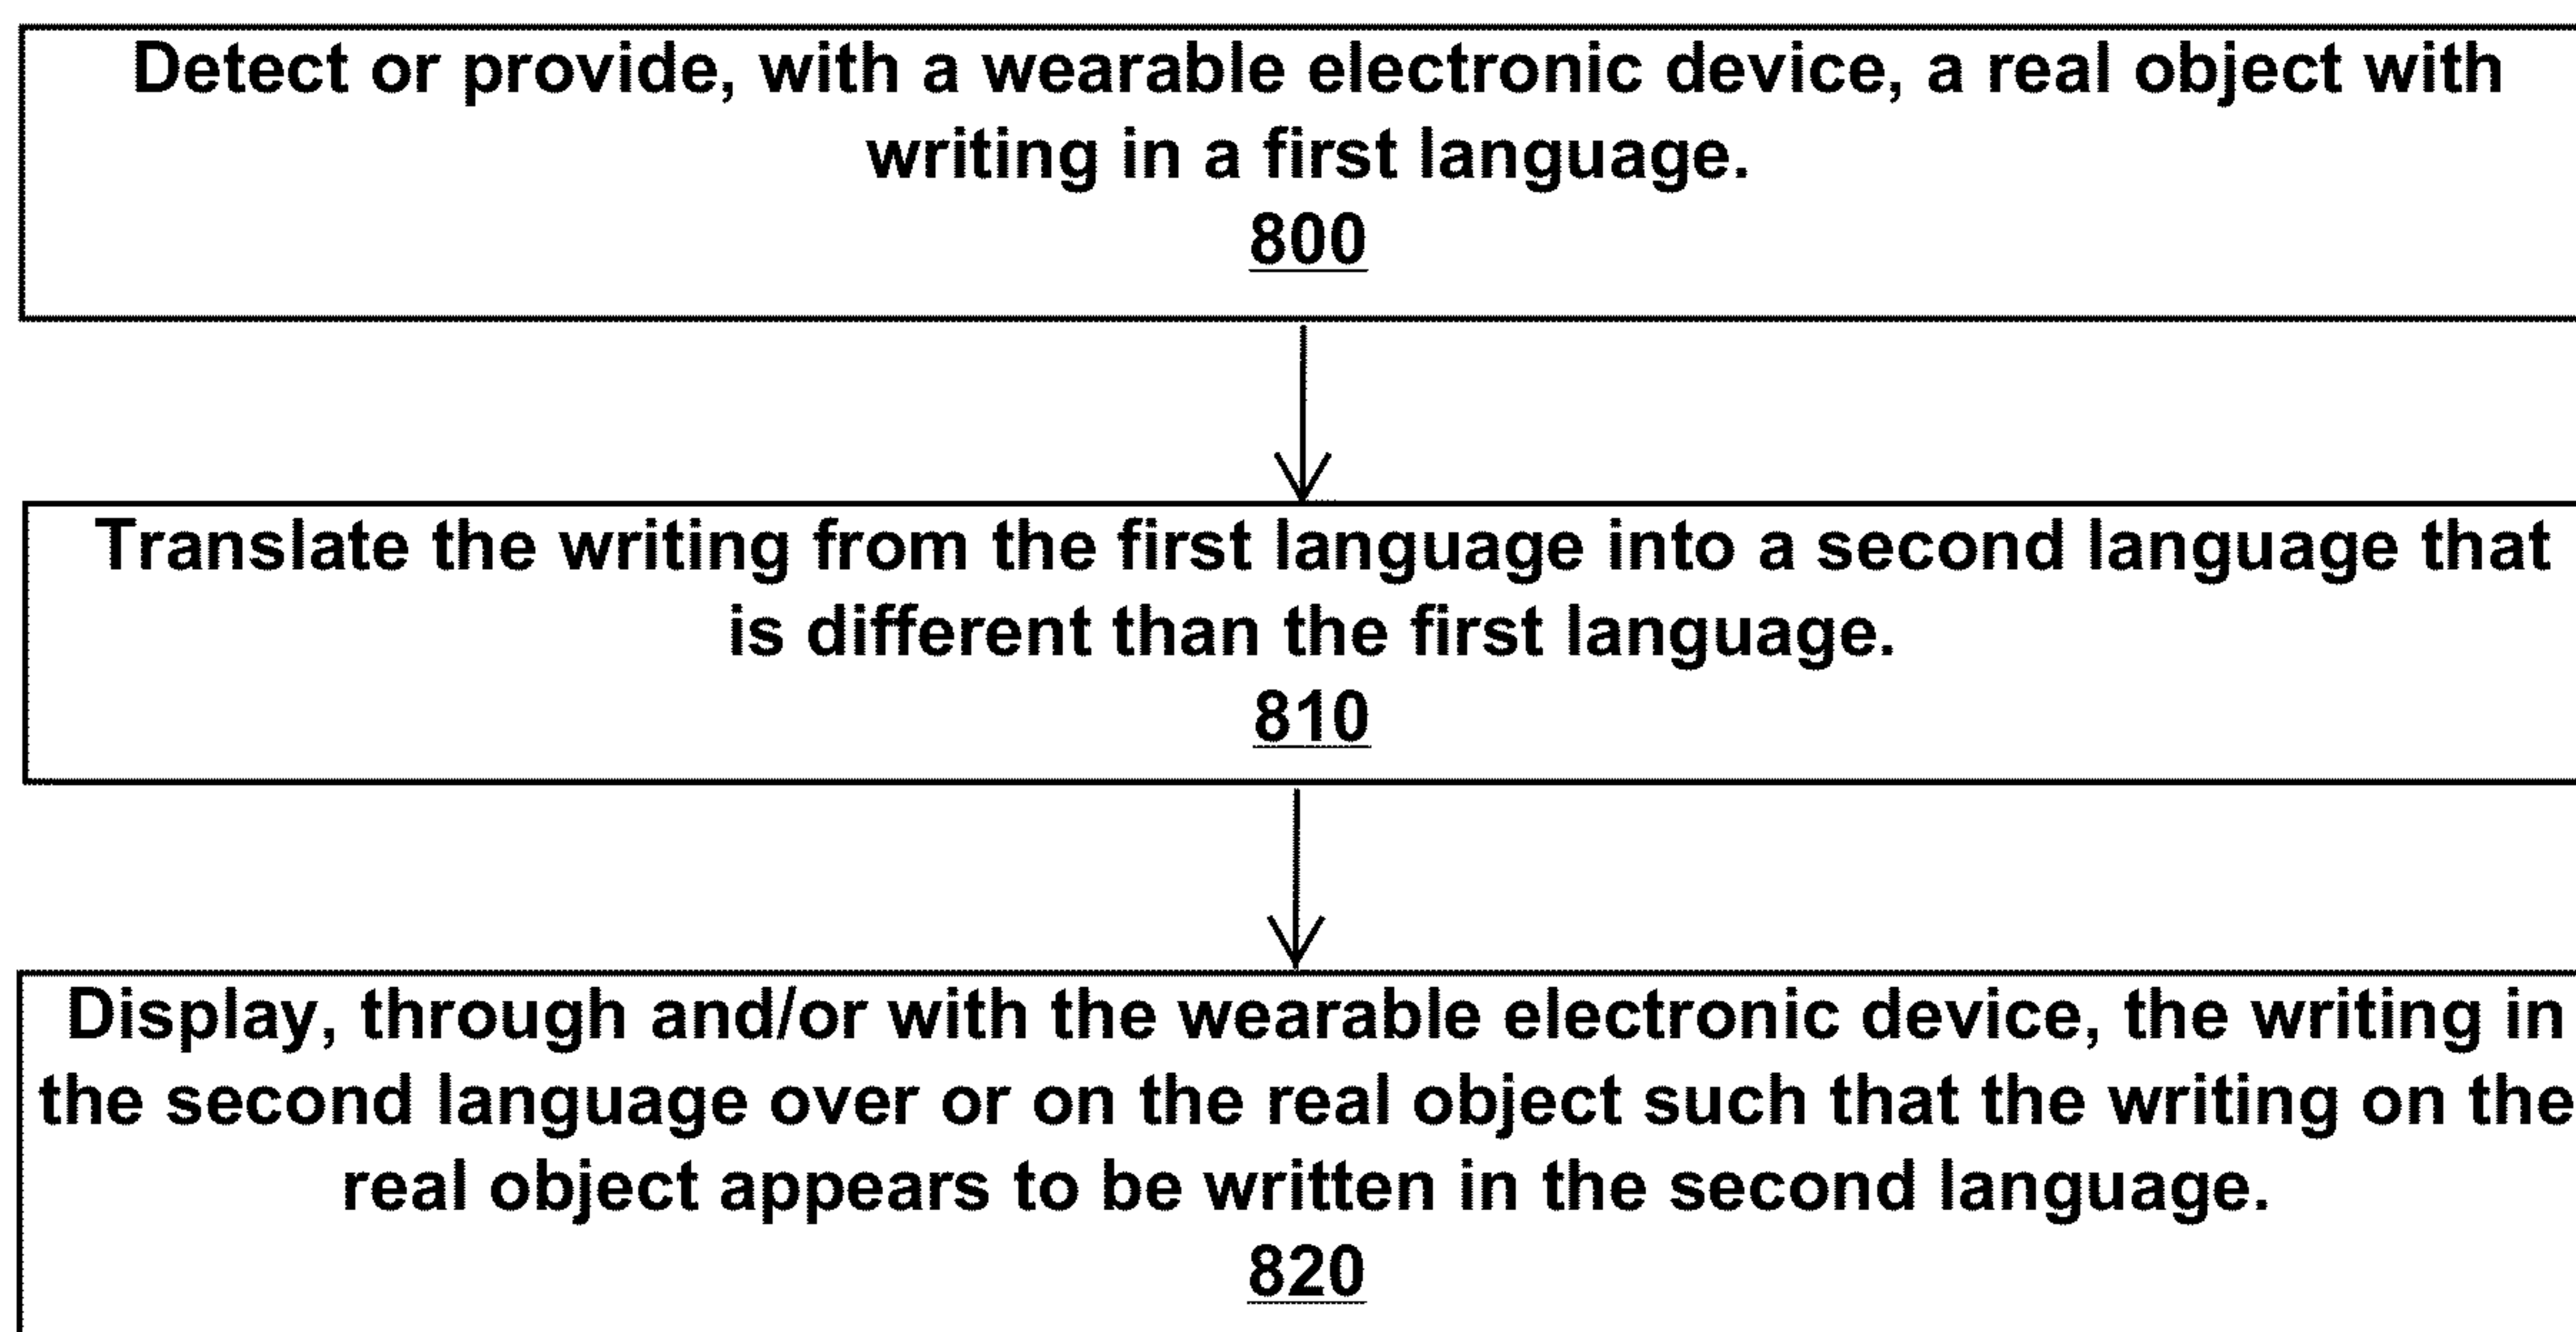 Detect or provide, with a wearable electronic device, a real object with
writing in a first language.
800
Translate the writing from the first language into a second language that
is different than the first language.
810
Display, through and/or with the wearable electronic device, the writing in
the second language over or on the real object such that the writing on the
real object appears to be written in the second language.
820